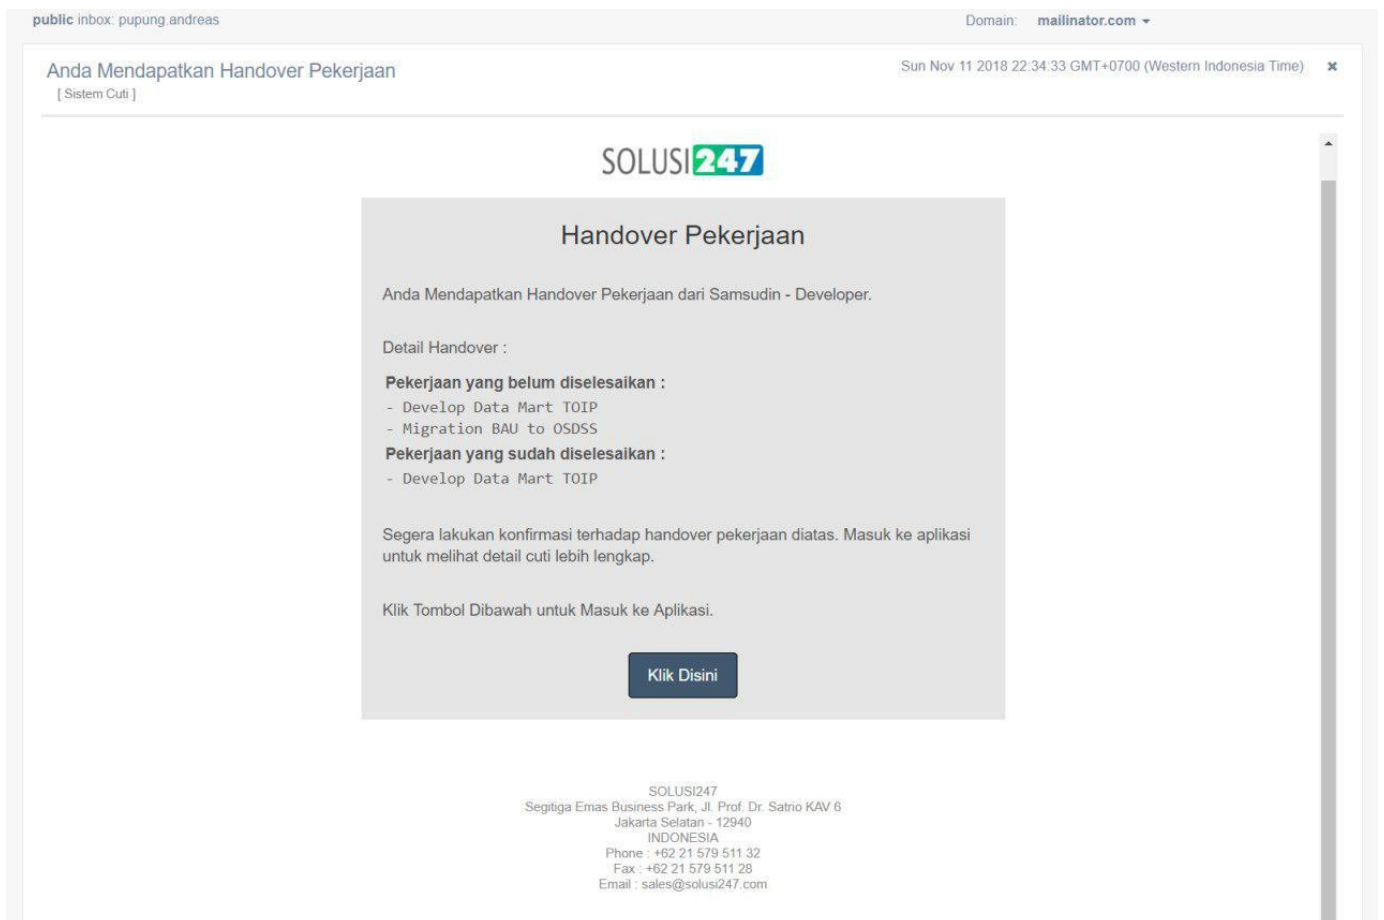 public inbox: pupung.andreas
Domain: mailinator.com
Anda Mendapatkan Handover Pekerjaan
Sun Nov 11 2018 22:34:33 GMT+0700 (Western Indonesia Time)
[ Sistem Cuti ]
SOLUSI247
Handover Pekerjaan
Anda Mendapatkan Handover Pekerjaan dari Samsudin - Developer.
Detail Handover :
Pekerjaan yang belum diselesaikan :
- Develop Data Mart TOIP
- Migration BAU to OSDSS
Pekerjaan yang sudah diselesaikan :
- Develop Data Mart TOIP
Segera lakukan konfirmasi terhadap handover pekerjaan diatas. Masuk ke aplikasi
untuk melihat detail cuti lebih lengkap.
Klik Tombol Dibawah untuk Masuk ke Aplikasi.
Klik Disini
SOLUSI247
Segitiga Emas Business Park, Jl. Prof. Dr. Satrio KAV 6
Jakarta Selatan - 12940
INDONESIA
Phone : +62 21 579 511 32
Fax : +62 21 579 511 28
Email : sales@solusi247.com